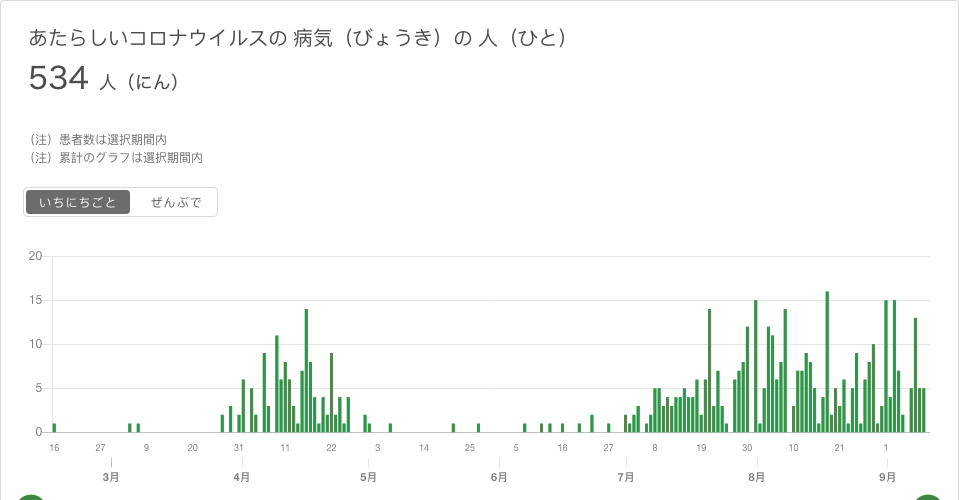 あたらしいコロナウイルスの 病気（びょうき）の 人（ひと）
534 人（にん）
（注）患者数は選択期間内
（注）累計のグラフは選択期間内
いちにちごと ぜんぶで
20
15
10
5
0
16 27 9 20 31 11 22 3 14 25 5 16 27 8 19 30 10 21 1
3月 4月 5月 6月 7月 8月 9月